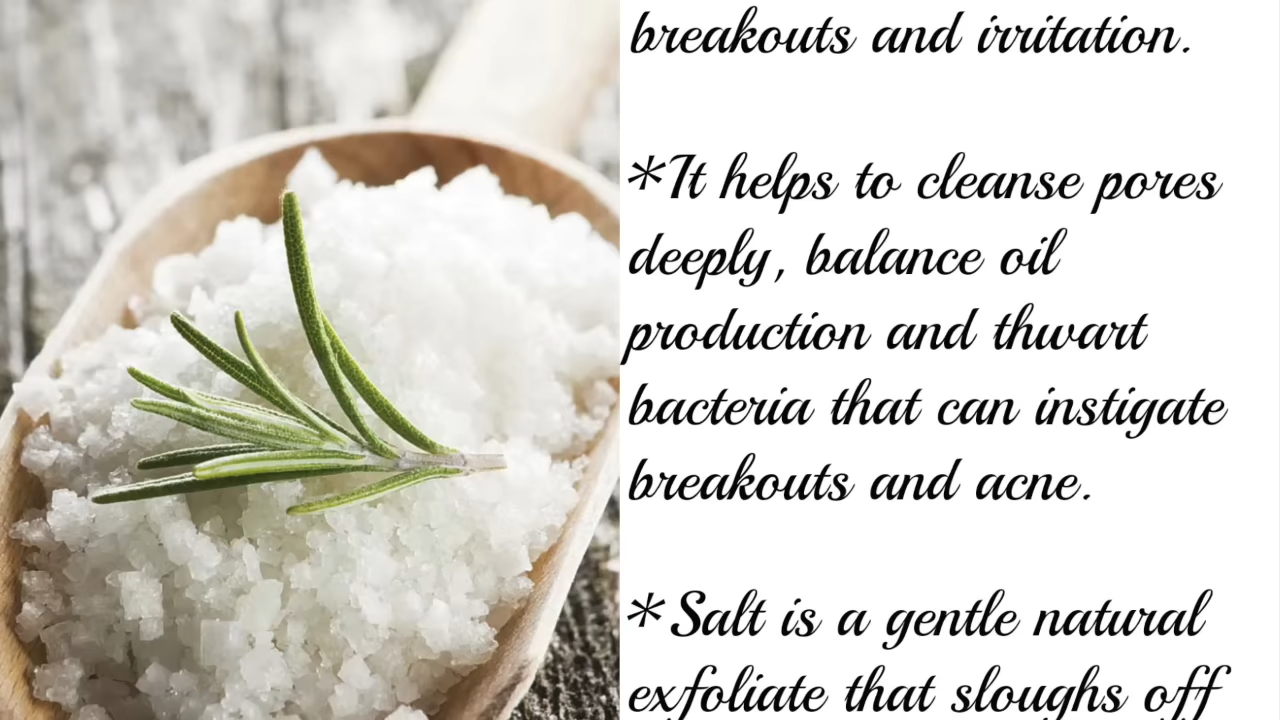 breakouts and irritation.
*It helps to cleanse pores
deeply, balance oil
production and thwart
bacteria that can instigate
breakouts and acne.
*Salt is a gentle natural
exfoliate that sloughs off